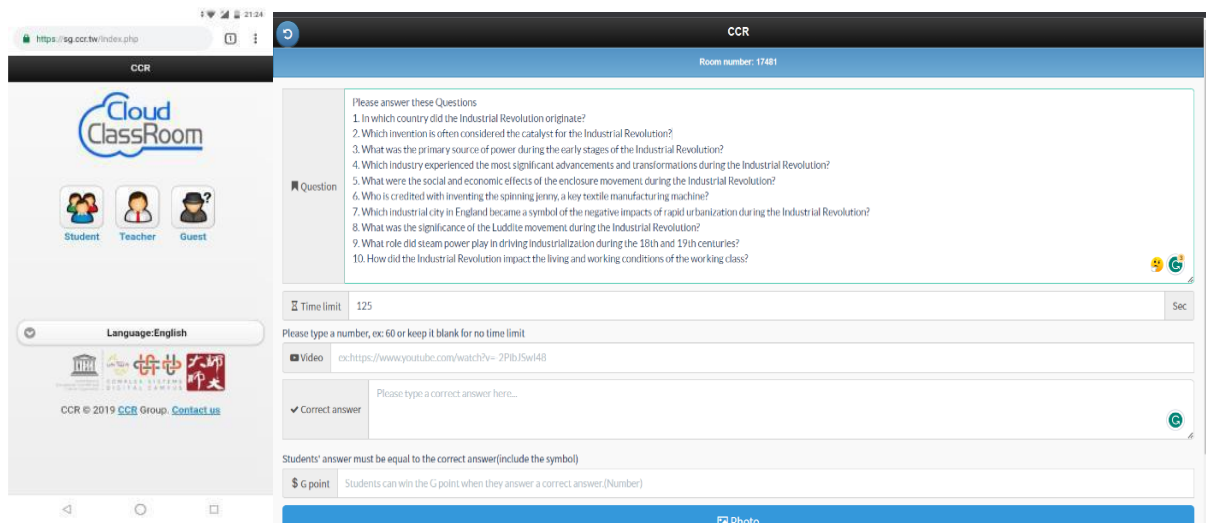 21:24
https://sg.ccr.tw/index.php
1
CCR
Cloud
ClassRoom
Student Teacher Guest
Language:English
CCR © 2019 CCR Group. Contact us
CCR
Room number: 17481
Question
Please answer these Questions
1. In which country did the Industrial Revolution originate?
2. Which invention is often considered the catalyst for the Industrial Revolution?
3. What was the primary source of power during the early stages of the Industrial Revolution?
4. Which industry experienced the most significant advancements and transformations during the Industrial Revolution?
5. What were the social and economic effects of the enclosure movement during the Industrial Revolution?
6. Who is credited with inventing the spinning jenny, a key textile manufacturing machine?
7. Which industrial city in England became a symbol of the negative impacts of rapid urbanization during the Industrial Revolution?
8. What was the significance of the Luddite movement during the Industrial Revolution?
9. What role did steam power play in driving industrialization during the 18th and 19th centuries?
10. How did the Industrial Revolution impact the living and working conditions of the working class?
Time limit 125 Sec
Please type a number, ex: 60 or keep it blank for no time limit
Video ex:https://www.youtube.com/watch?v=
Correct answer Please type a correct answer here...
Students' answer must be equal to the correct answer(include the symbol)
$ G point Students can win the G point when they answer a correct answer.(Number)
Photo